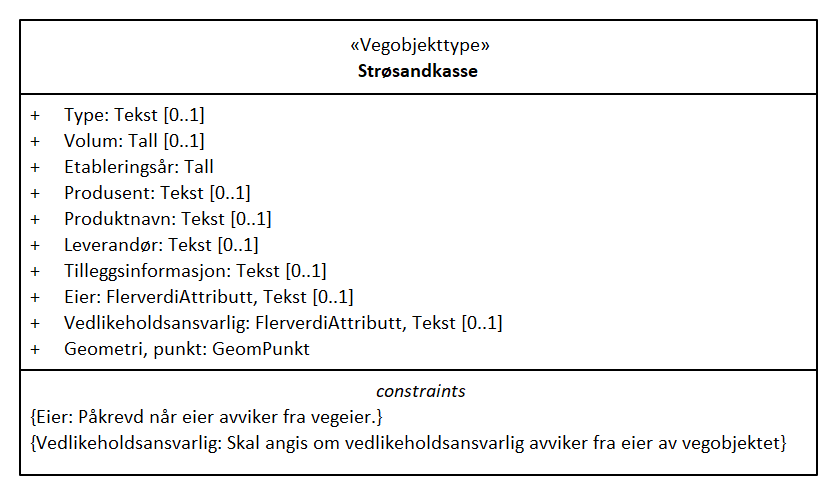 «Vegobjekttype»
Strøsandkasse
+ Type: Tekst [0..1]
+ Volum: Tall [0..1]
+ Etableringsår: Tall
+ Produsent: Tekst [0..1]
+ Produktnavn: Tekst [0..1]
+ Leverandør: Tekst [0..1]
+ Tilleggsinformasjon: Tekst [0..1]
+ Eier: FlerverdiAttributt, Tekst [0..1]
+ Vedlikeholdsansvarlig: FlerverdiAttributt, Tekst [0..1]
+ Geometri, punkt: GeomPunkt
constraints
{Eier: Påkrevd når eier avviker fra vegeier.}
{Vedlikeholdsansvarlig: Skal angis om vedlikeholdsansvarlig avviker fra eier av vegobjektet}